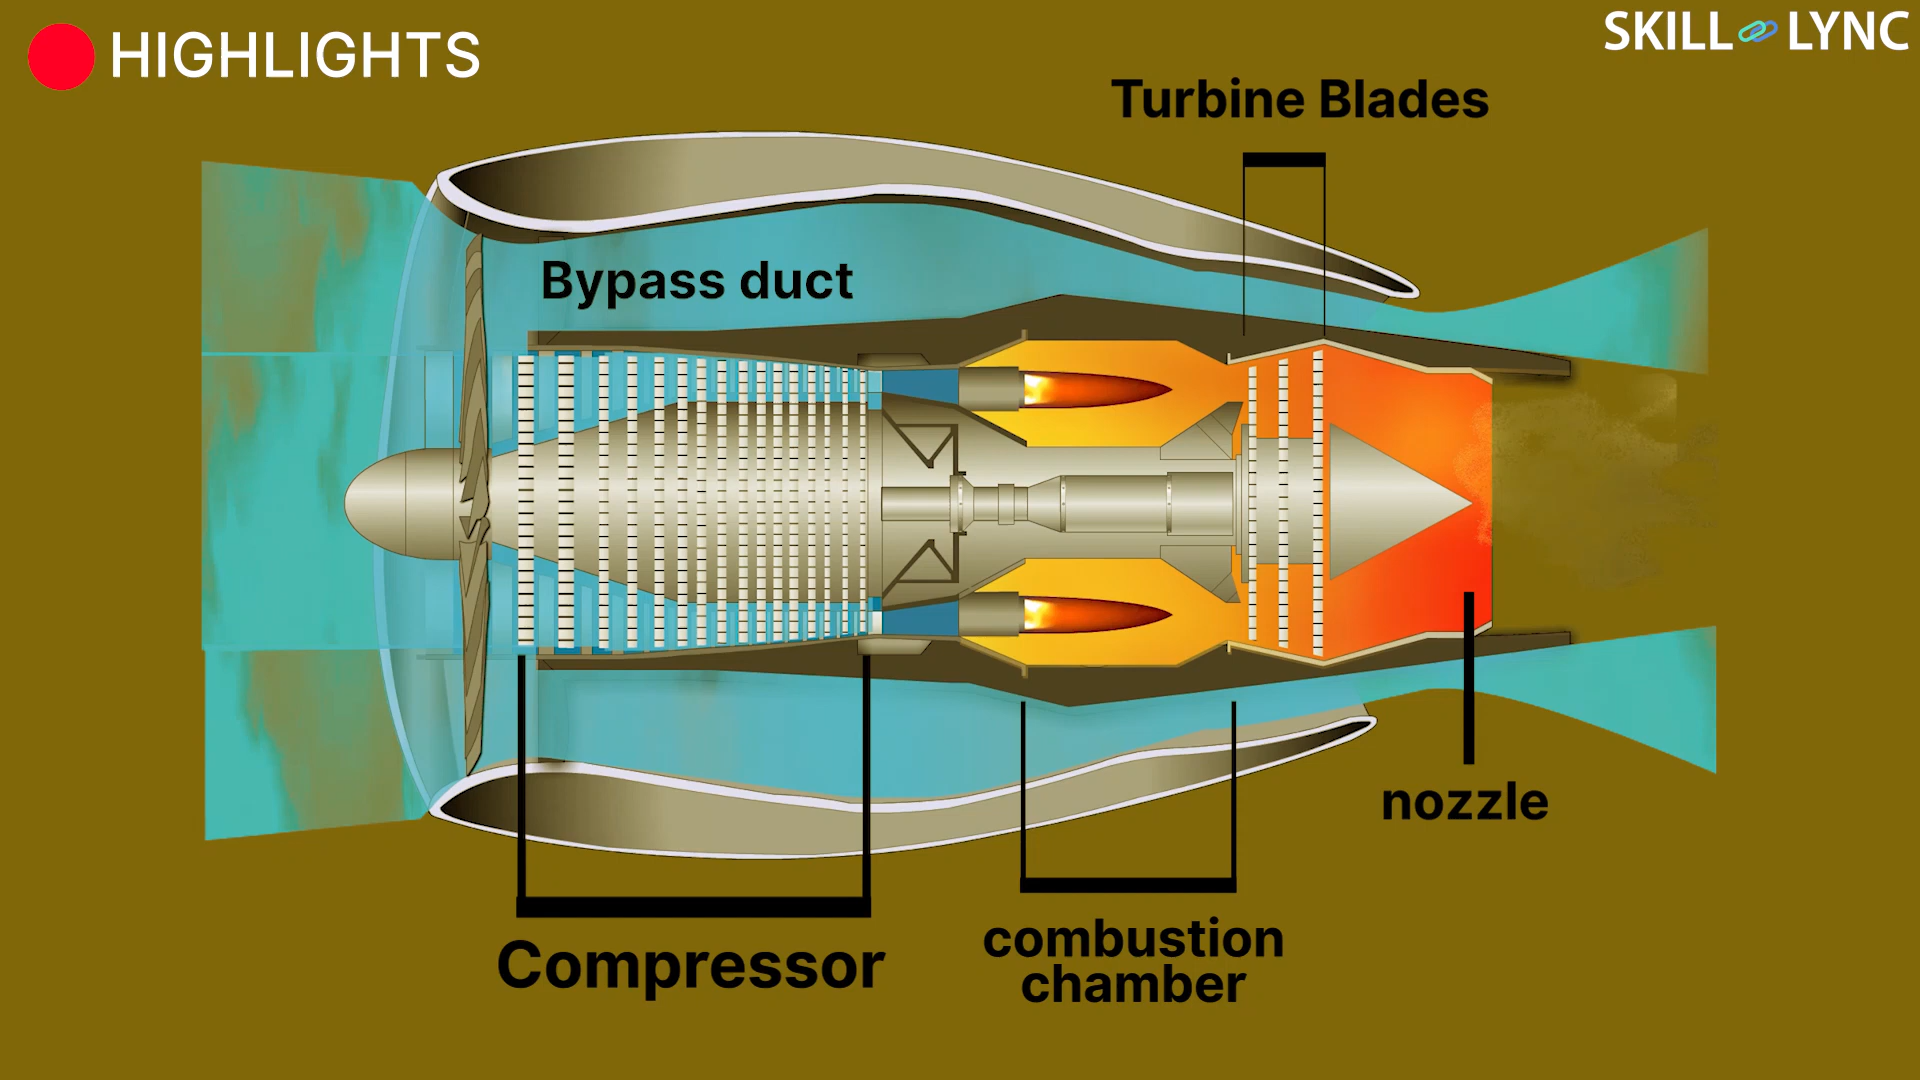 HIGHLIGHTS
SKILL LYNC
Turbine Blades
Bypass duct
nozzle
Compressor
combustion
chamber